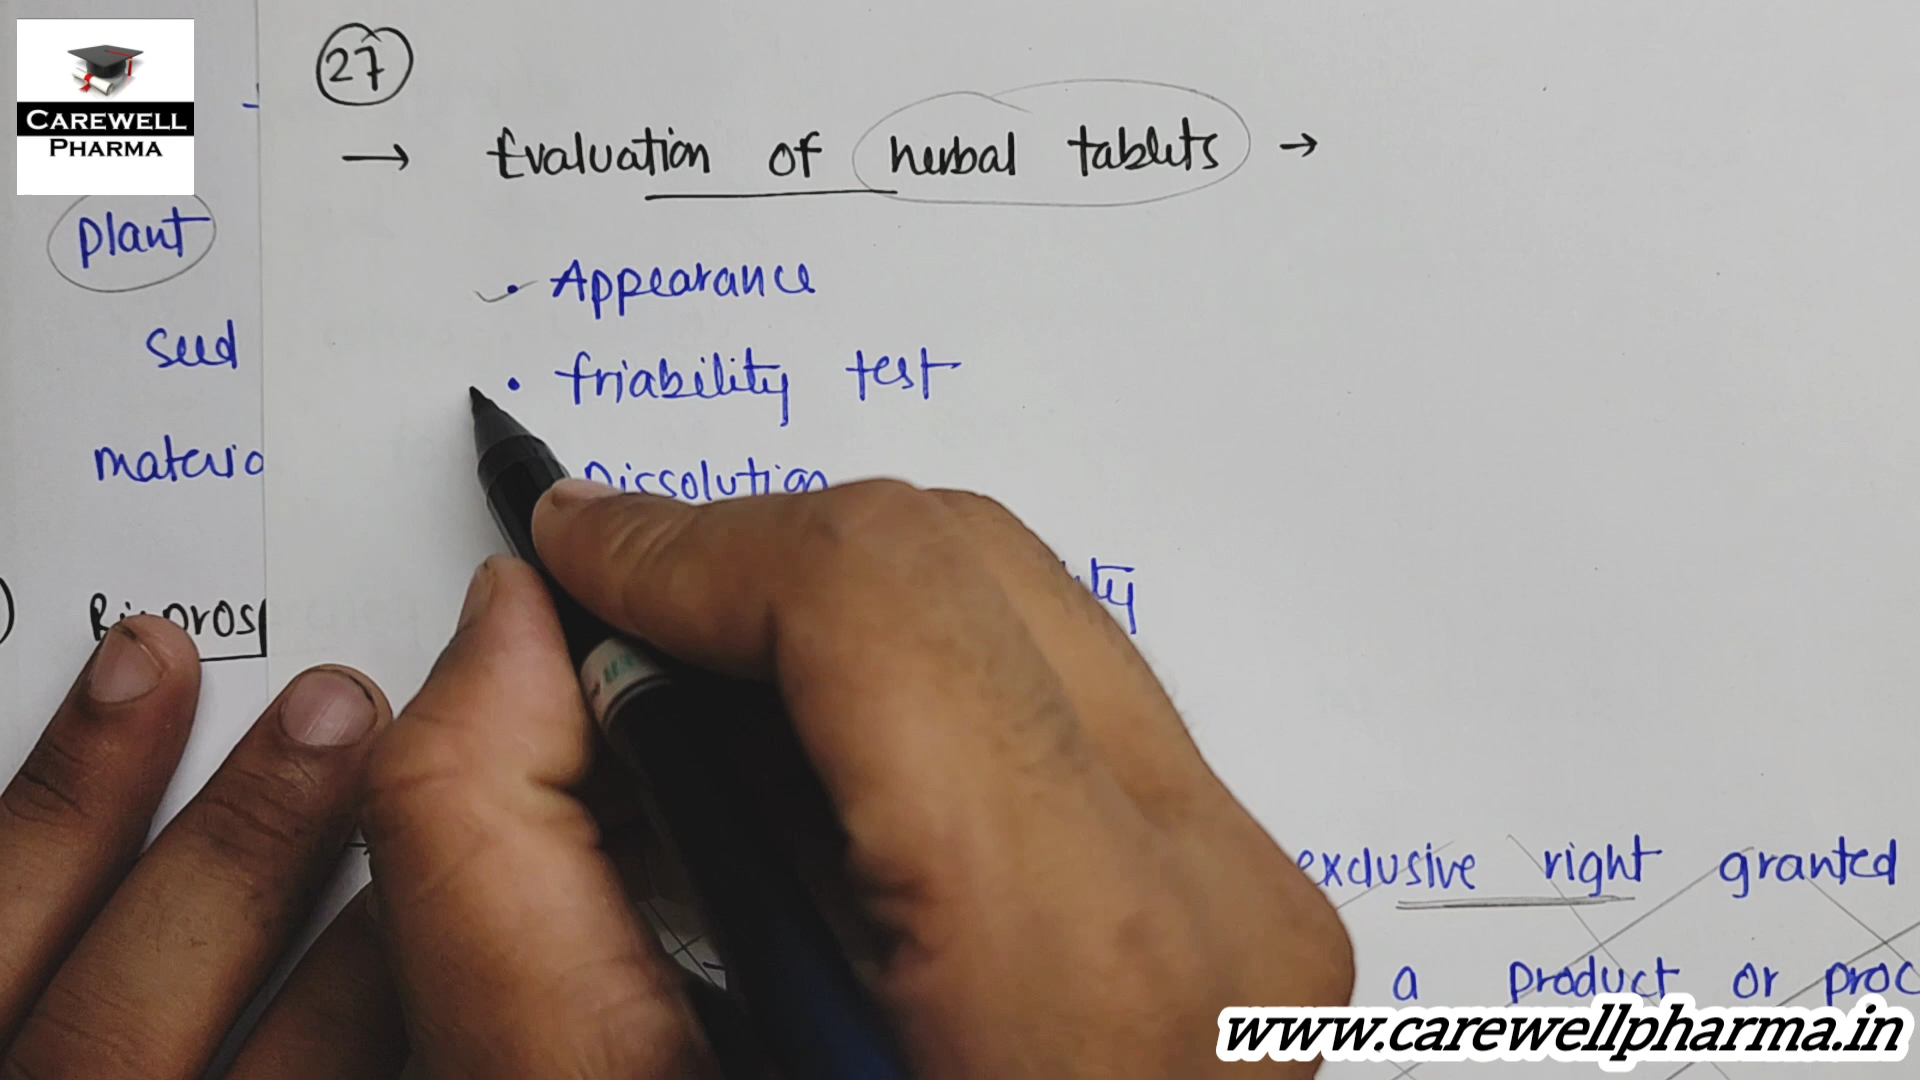 CAREWELL
PHARMA
27
→ Evaluation of herbal tablets →
plant
seed
• Appearance
• friability test
Dissolution
exclusive right granted
a product or
www.carewellpharma.in